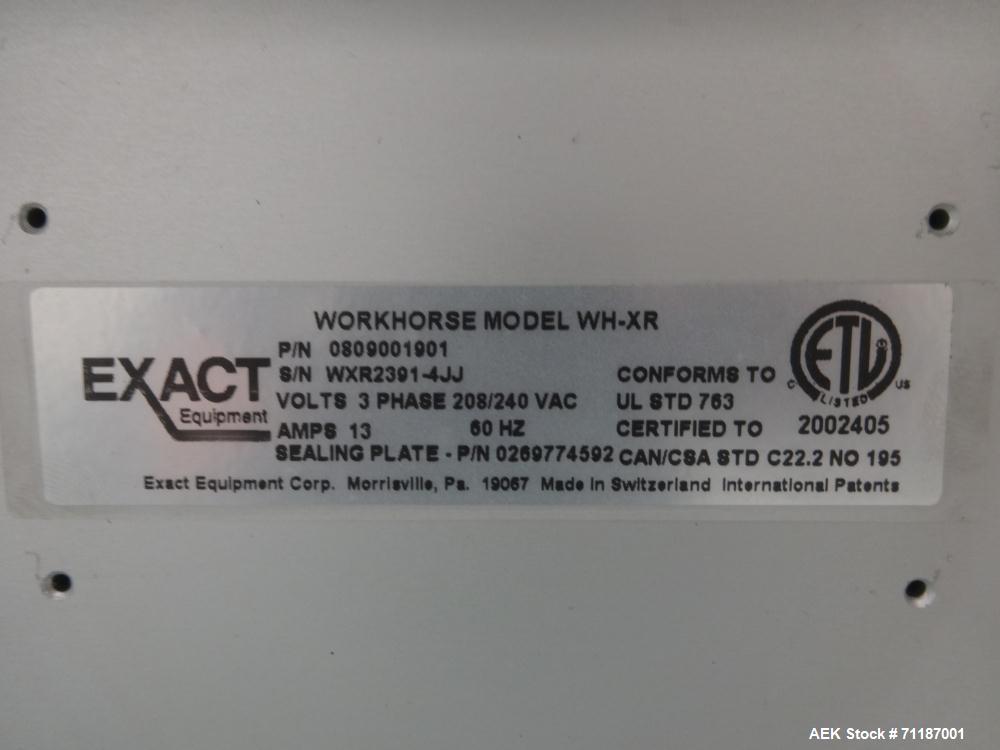 WORKHORSE MODEL WH-XR
P/N 0809001901
S/N WXR2391-4JJ
EXACT
Equipment
VOLTS 3 PHASE 208/240 VAC
AMPS 13 60 HZ
SEALING PLATE - P/N 0269774592
ETL
C US
LISTED
CONFORMS TO
UL STD 763
CERTIFIED TO 2002405
CAN/CSA STD C22.2 NO 195
Exact Equipment Corp. Morrisville, Pa. 19067 Made in Switzerland International Patents
AEK Stock # 71187001